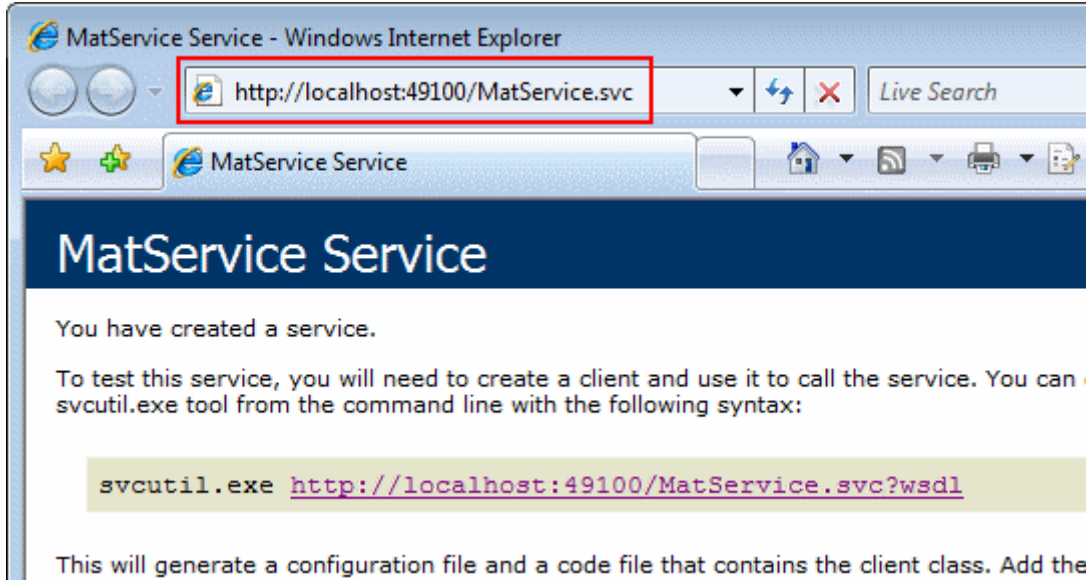 MatService Service - Windows Internet Explorer
http://localhost:49100/MatService.svc
Live Search
MatService Service
MatService Service
You have created a service.
To test this service, you will need to create a client and use it to call the service. You can
svcutil.exe tool from the command line with the following syntax:
svcutil.exe http://localhost:49100/MatService.svc?wsdl
This will generate a configuration file and a code file that contains the client class. Add the